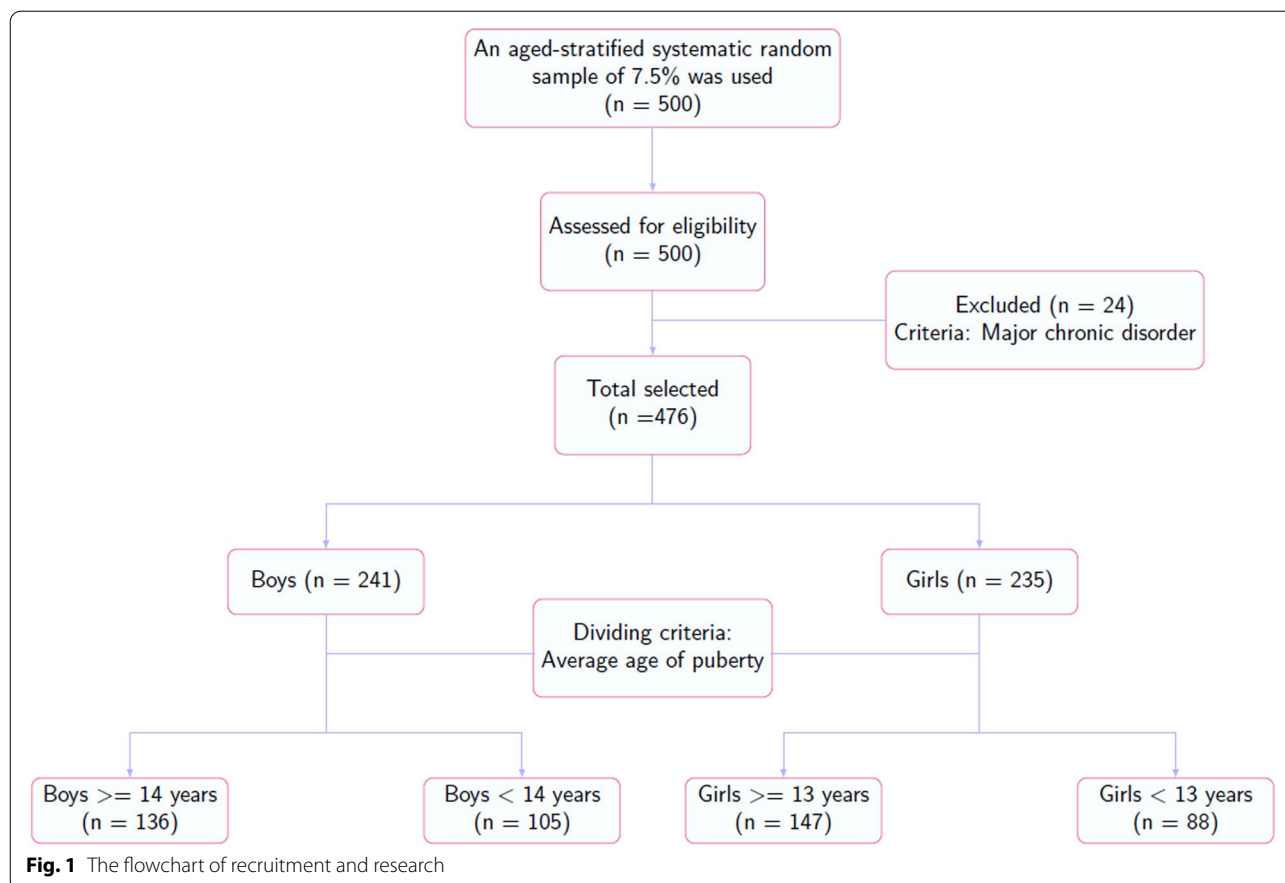 An aged-stratified systematic random
sample of 7.5% was used
(n = 500)
Assessed for eligibility
(n = 500)
Excluded (n = 24)
Criteria: Major chronic disorder
Total selected
(n =476)
Boys (n = 241)
Girls (n = 235)
Dividing criteria:
Average age of puberty
Boys >= 14 years
(n = 136)
Boys < 14 years
(n = 105)
Girls >= 13 years
(n = 147)
Girls < 13 years
(n = 88)
Fig. 1 The flowchart of recruitment and research